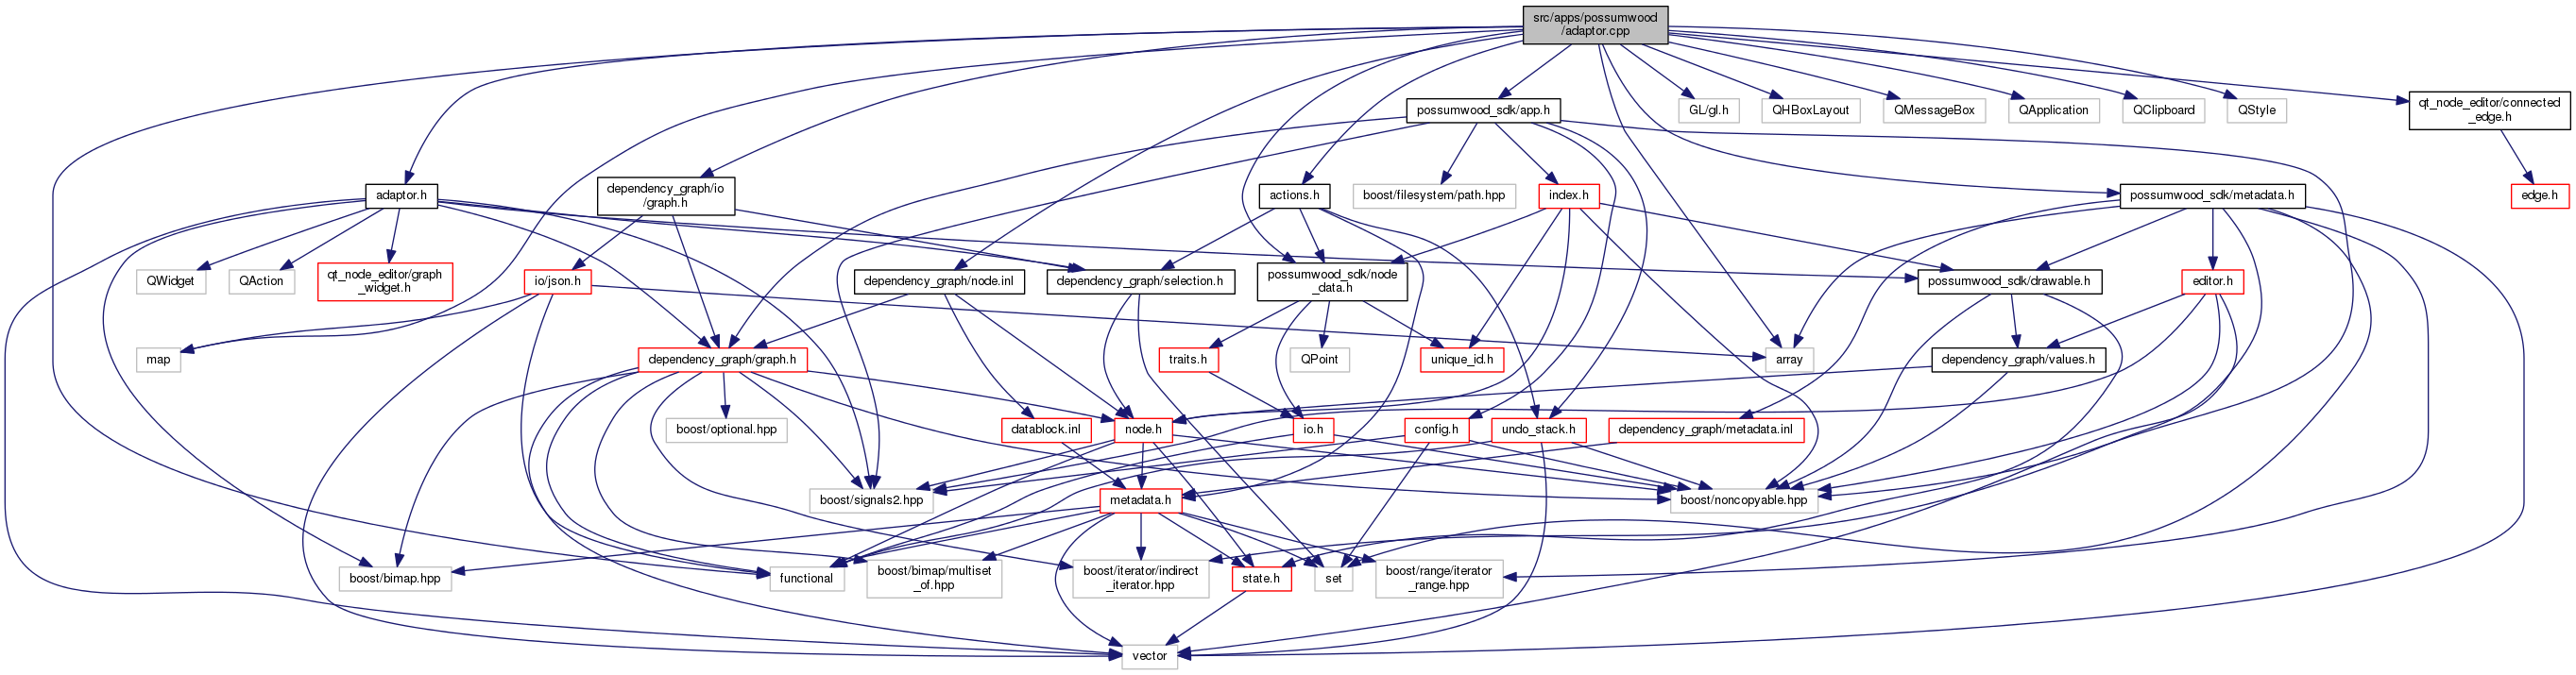 src/apps/possumwood
/adaptor.cpp
possumwood_sdk/app.h
GL/gl.h
QHBoxLayout
QMessageBox
QApplication
QClipboard
QStyle
qt_node_editor/connected
_edge.h
adaptor.h
dependency_graph/io
/graph.h
actions.h
boost/filesystem/path.hpp
index.h
possumwood_sdk/metadata.h
edge.h
QWidget
QAction
qt_node_editor/graph
_widget.h
io/json.h
dependency_graph/node.inl
dependency_graph/selection.h
possumwood_sdk/node
_data.h
possumwood_sdk/drawable.h
editor.h
map
dependency_graph/graph.h
traits.h
QPoint
unique_id.h
array
dependency_graph/values.h
boost/optional.hpp
datablock.inl
node.h
io.h
config.h
undo_stack.h
dependency_graph/metadata.inl
boost/signals2.hpp
metadata.h
boost/noncopyable.hpp
boost/bimap.hpp
functional
boost/bimap/multiset
_of.hpp
boost/iterator/indirect
_iterator.hpp
state.h
set
boost/range/iterator
_range.hpp
vector